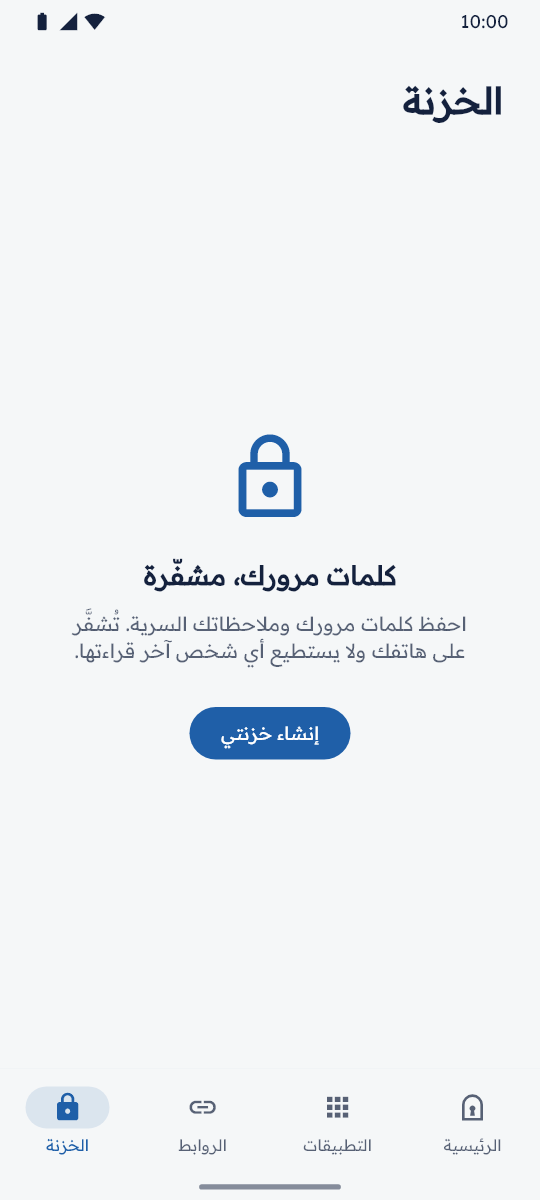 10:00
الخزنة
كلمات مرورك، مشفّرة
احفظ كلمات مرورك وملاحظاتك السرية. تُشفَّر
على هاتفك ولا يستطيع أي شخص آخر قراءتها.
إنشاء خزنتي
الرئيسية
التطبيقات
الروابط
الخزنة